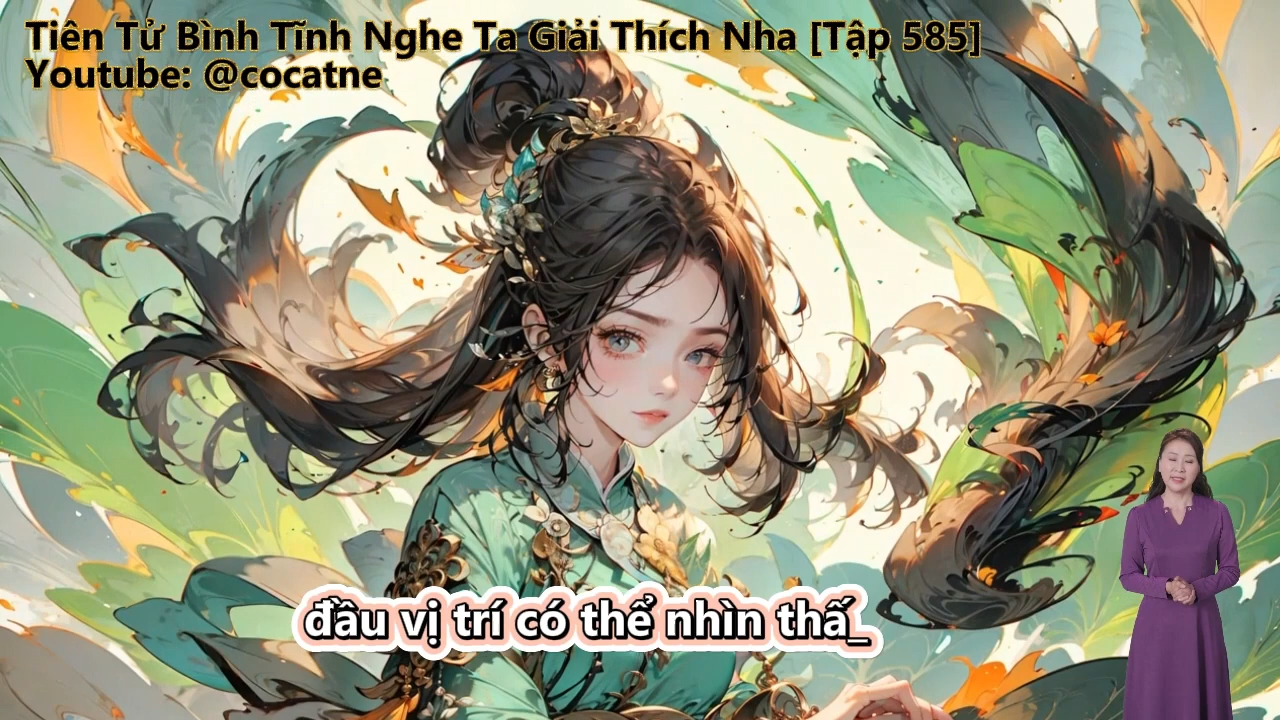 Tiên Tử Bình Tĩnh Nghe Ta Giải Thích Nha [Tập 585]
Youtube: @cocatne
đầu vị trí có thể nhìn thấ_